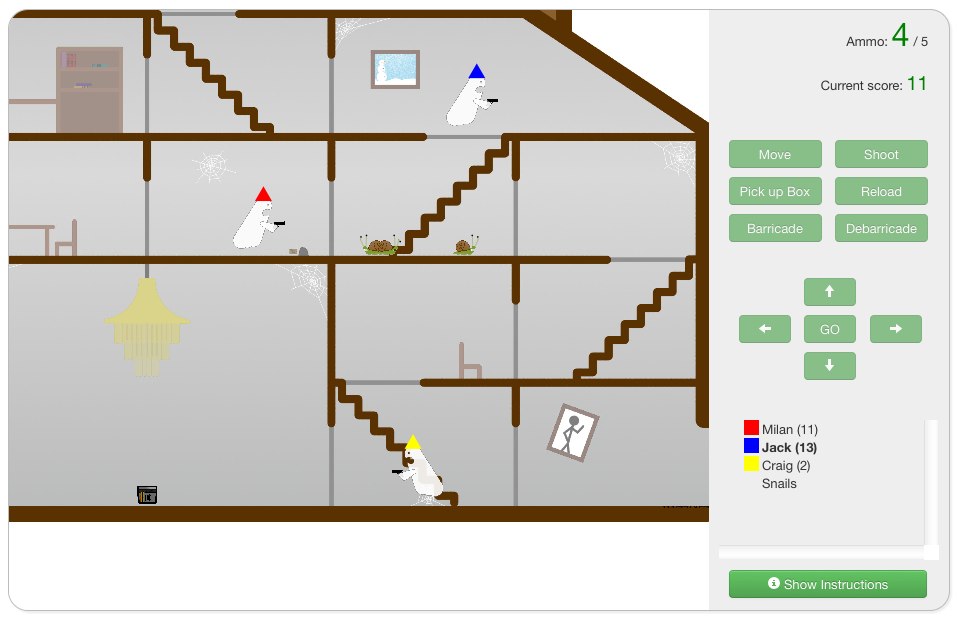 Ammo: 4 / 5
Current score: 11
Move
Shoot
Pick up Box
Reload
Barricade
Debarricade
GO
Milan (11)
Jack (13)
Craig (2)
Snails
Show Instructions